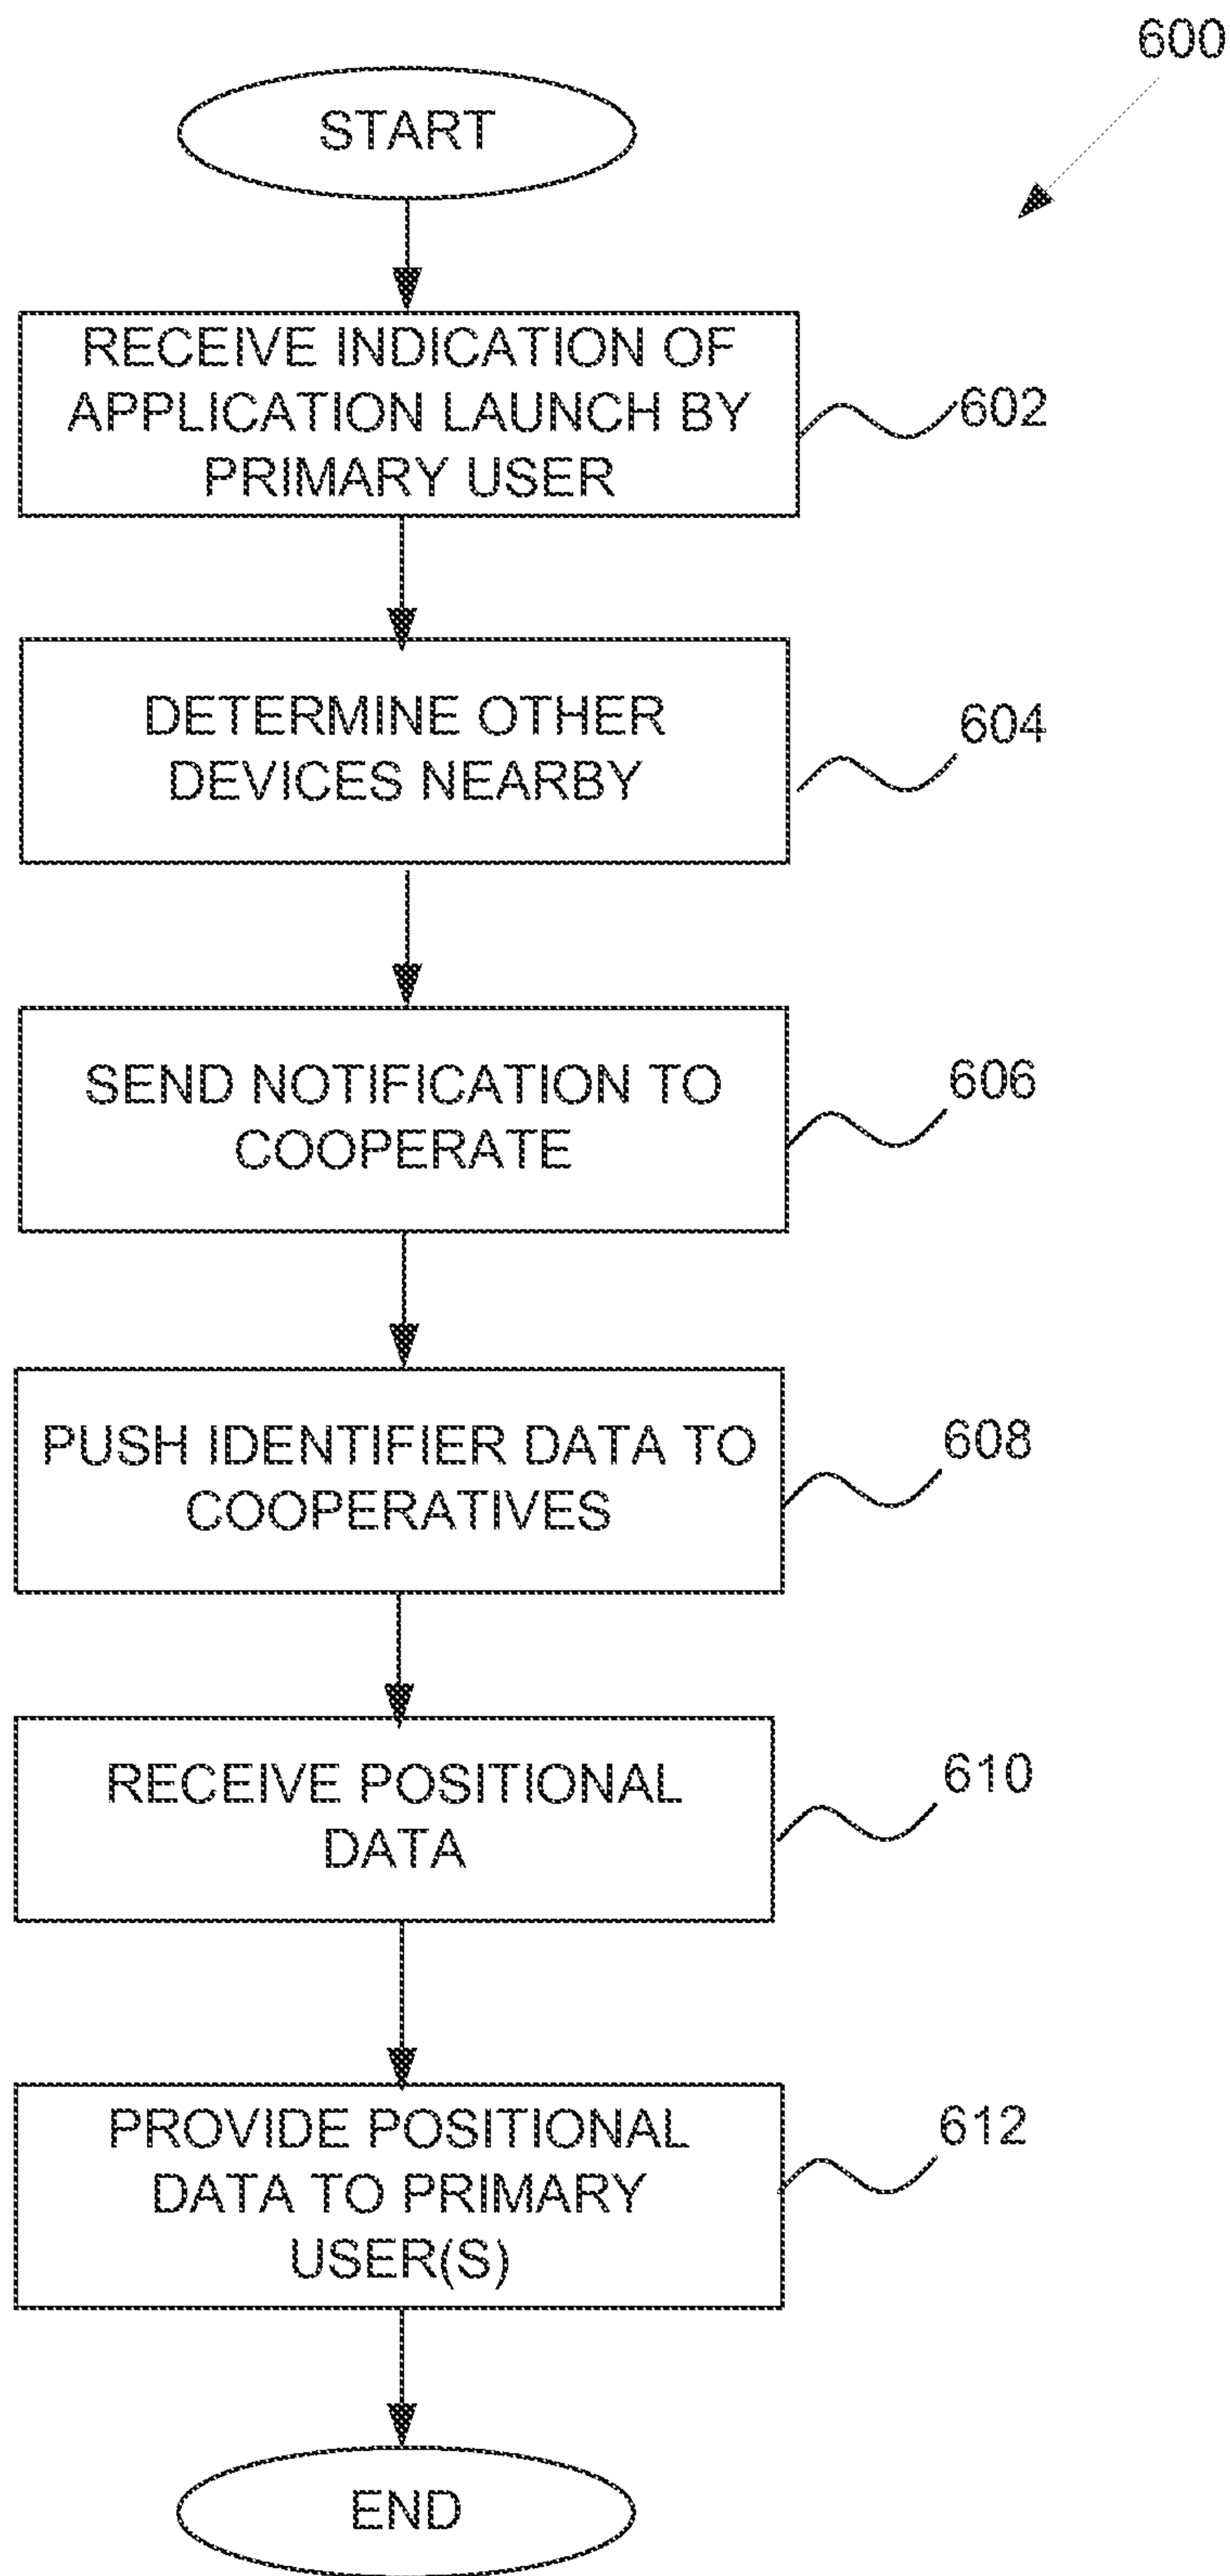 600
START
RECEIVE INDICATION OF
APPLICATION LAUNCH BY
PRIMARY USER
602
DETERMINE OTHER
DEVICES NEARBY
604
SEND NOTIFICATION TO
COOPERATE
606
PUSH IDENTIFIER DATA TO
COOPERATIVES
608
RECEIVE POSITIONAL
DATA
610
PROVIDE POSITIONAL
DATA TO PRIMARY
USER(S)
612
END